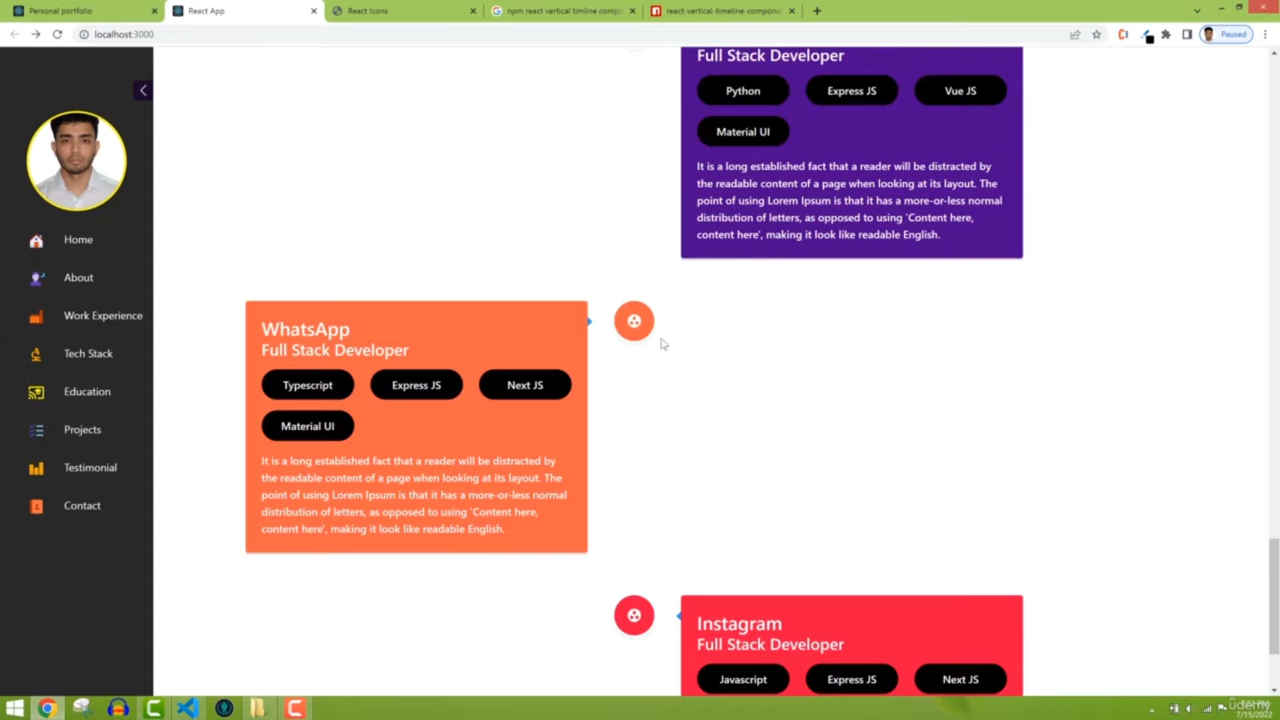 Personal portfolio
React App
React Icons
npm react vertical timline compo
react-vertical-timeline-compone
localhost:3000
Paused
Home
About
Work Experience
Tech Stack
Education
Projects
Testimonial
Contact
Full Stack Developer
Python
Express JS
Vue JS
Material UI
It is a long established fact that a reader will be distracted by
the readable content of a page when looking at its layout. The
point of using Lorem Ipsum is that it has a more-or-less normal
distribution of letters, as opposed to using 'Content here,
content here', making it look like readable English.
WhatsApp
Full Stack Developer
Typescript
Express JS
Next JS
Material UI
It is a long established fact that a reader will be distracted by
the readable content of a page when looking at its layout. The
point of using Lorem Ipsum is that it has a more-or-less normal
distribution of letters, as opposed to using 'Content here,
content here', making it look like readable English.
Instagram
Full Stack Developer
Javascript
Express JS
Next JS
udemy
7/15/2022